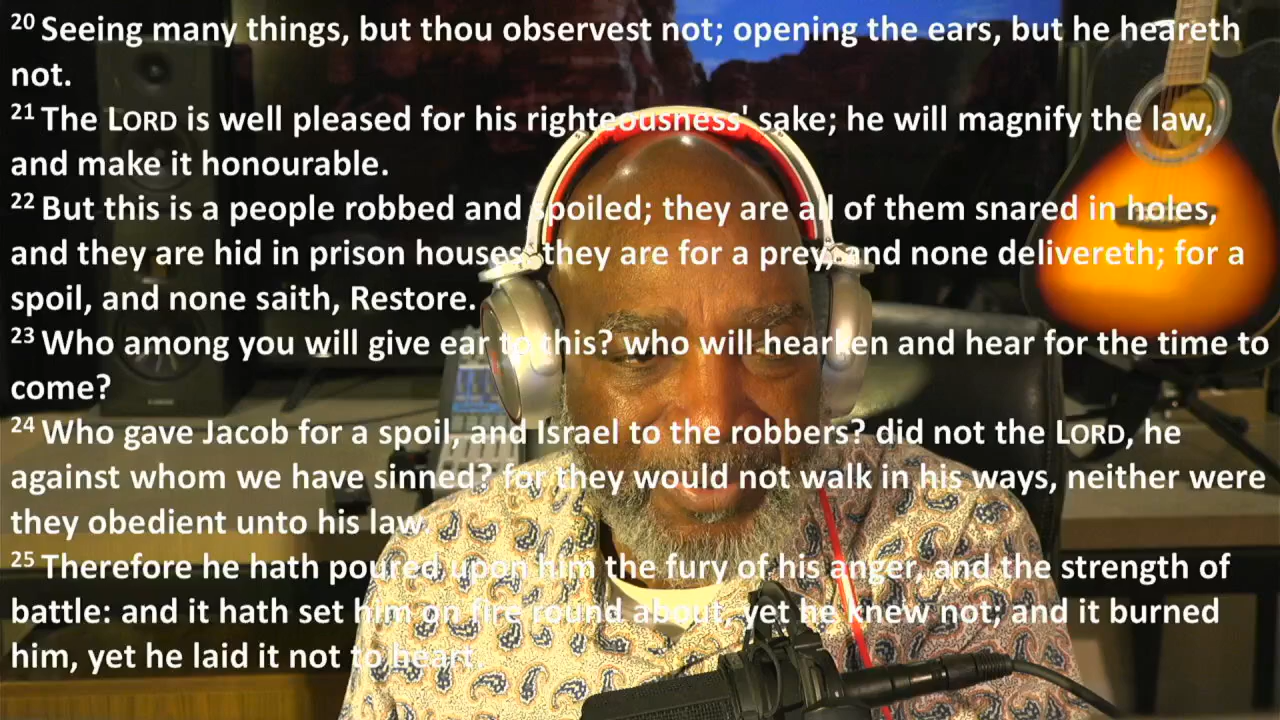 20 Seeing many things, but thou observest not; opening the ears, but he heareth
not.
21 The LORD is well pleased for his righteousness' sake; he will magnify the law,
and make it honourable.
22 But this is a people robbed and spoiled; they are all of them snared in holes,
and they are hid in prison houses: they are for a prey, and none delivereth; for a
spoil, and none saith, Restore.
23 Who among you will give ear to this? who will hearken and hear for the time to
come?
24 Who gave Jacob for a spoil, and Israel to the robbers? did not the LORD, he
against whom we have sinned? for they would not walk in his ways, neither were
they obedient unto his law.
25 Therefore he hath poured upon him the fury of his anger, and the strength of
battle: and it hath set him on fire round about, yet he knew not; and it burned
him, yet he laid it not to heart.